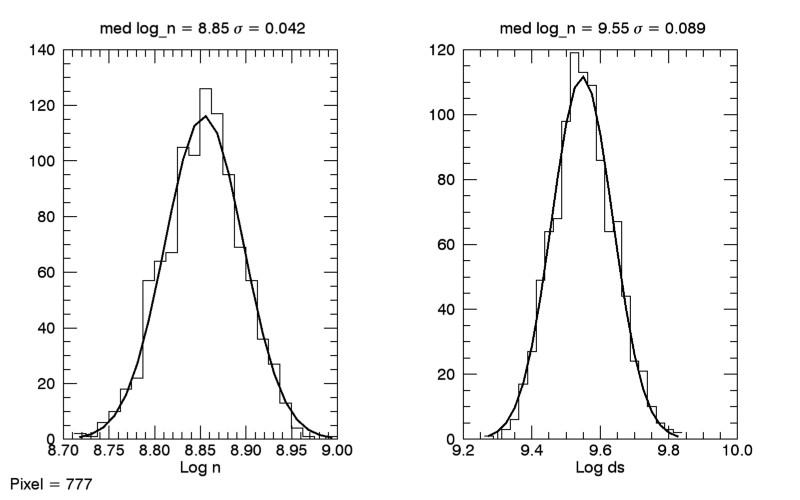 med log_n = 8.85 σ = 0.042
140
120
100
80
60
40
20
0
8.70 8.75 8.80 8.85 8.90 8.95 9.00
Log n
med log_n = 9.55 σ = 0.089
120
100
80
60
40
20
0
9.2 9.4 9.6 9.8 10.0
Log ds
Pixel = 777